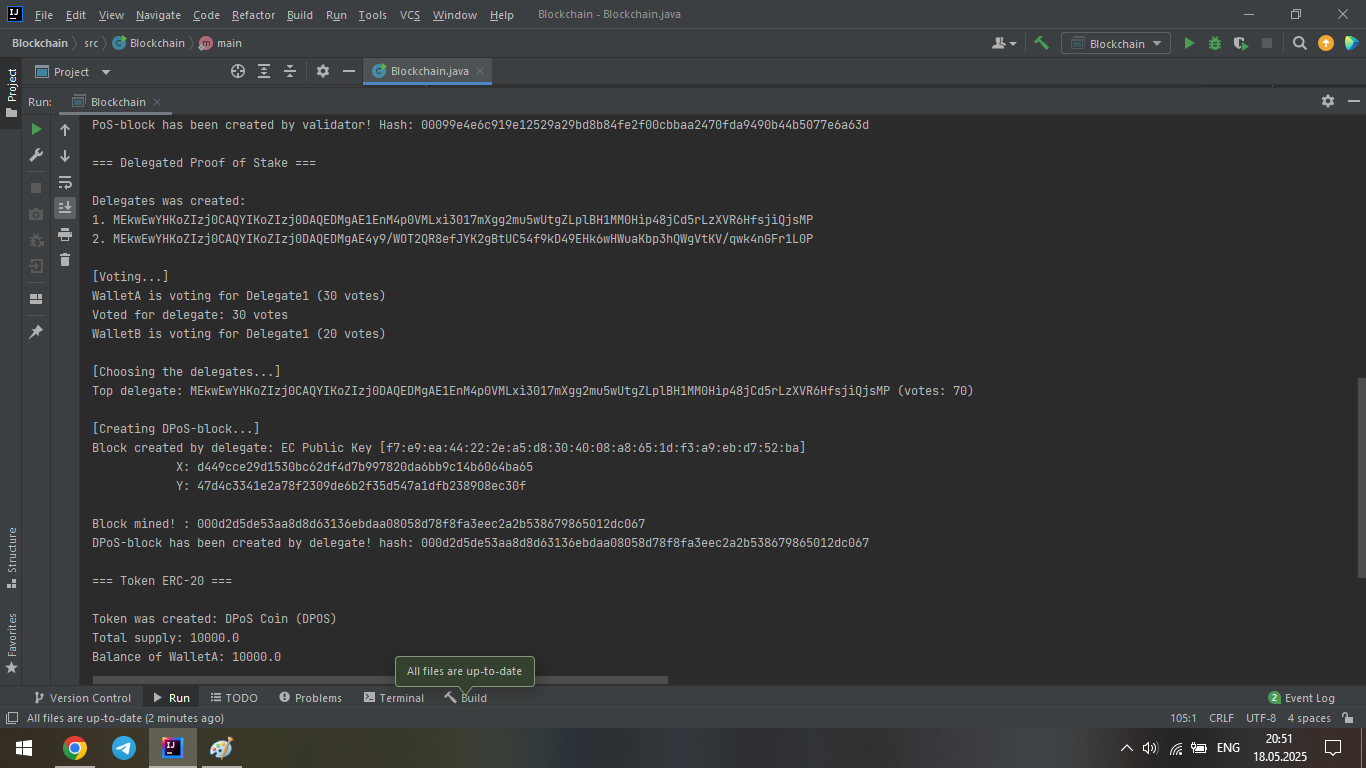 File Edit View Navigate Code Refactor Build Run Tools VCS Window Help Blockchain - Blockchain.java
Blockchain src Blockchain main Blockchain
Project Project Blockchain.java
Run: Blockchain
PoS-block has been created by validator! Hash: 00099e4e6c919e12529a29bd8b84fe2f00cbbaa2470fda9490b44b5077e6a63d
=== Delegated Proof of Stake ===
Delegates was created:
1. MEkwEwYHKoZIzj0CAQYIKoZIzj0DAQEDMgAE1EnM4p0VMLxi3017mXgg2mu5wUtgZLplBH1MM0Hip48jCd5rLzXVR6HfsjiQjsMP
2. MEkwEwYHKoZIzj0CAQYIKoZIzj0DAQEDMgAE4y9/WOT2QR8efJYK2gBtUC54f9kD49EHk6wHWuaKbp3hQWgVtKV/qwk4nGFr1L0P
[Voting...]
WalletA is voting for Delegate1 (30 votes)
Voted for delegate: 30 votes
WalletB is voting for Delegate1 (20 votes)
[Choosing the delegates...]
Top delegate: MEkwEwYHKoZIzj0CAQYIKoZIzj0DAQEDMgAE1EnM4p0VMLxi3017mXgg2mu5wUtgZLplBH1MM0Hip48jCd5rLzXVR6HfsjiQjsMP (votes: 70)
[Creating DPoS-block...]
Block created by delegate: EC Public Key [f7:e9:ea:44:22:2e:a5:d8:30:40:08:a8:65:1d:f3:a9:eb:d7:52:ba]
X: d449cce29d1530bc62df4d7b997820da6bb9c14b6064ba65
Y: 47d4c3341e2a78f2309de6b2f35d547a1dfb238908ec30f
Block mined! : 000d2d5de53aa8d8d63136ebdaa08058d78f8fa3eec2a2b538679865012dc067
DPoS-block has been created by delegate! hash: 000d2d5de53aa8d8d63136ebdaa08058d78f8fa3eec2a2b538679865012dc067
=== Token ERC-20 ===
Token was created: DPoS Coin (DPOS)
Total supply: 10000.0
Balance of WalletA: 10000.0
Structure
Favorites
All files are up-to-date
Version Control Run TODO Problems Terminal Build 2 Event Log
All files are up-to-date (2 minutes ago) 105:1 CRLF UTF-8 4 spaces
ENG 20:51
18.05.2025